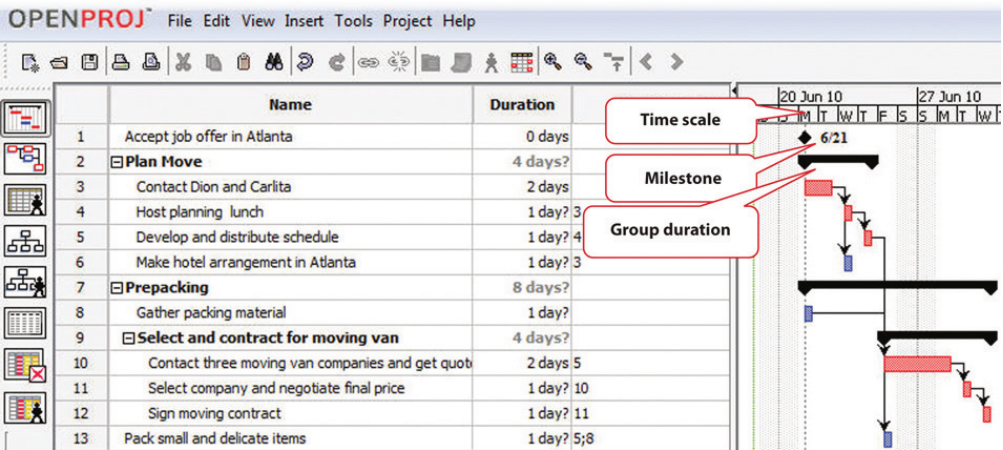 OPENPROJ™ File Edit View Insert Tools Project Help
Name Duration
20 Jun 10 27 Jun 10
S S M T W T F S S M T W T
Time scale
Milestone
Group duration
1 Accept job offer in Atlanta 0 days 6/21
2 Plan Move 4 days?
3 Contact Dion and Carlita 2 days
4 Host planning lunch 1 day? 3
5 Develop and distribute schedule 1 day? 4
6 Make hotel arrangement in Atlanta 1 day? 3
7 Prepacking 8 days?
8 Gather packing material 1 day?
9 Select and contract for moving van 4 days?
10 Contact three moving van companies and get quot 2 days 5
11 Select company and negotiate final price 1 day? 10
12 Sign moving contract 1 day? 11
13 Pack small and delicate items 1 day? 5;8